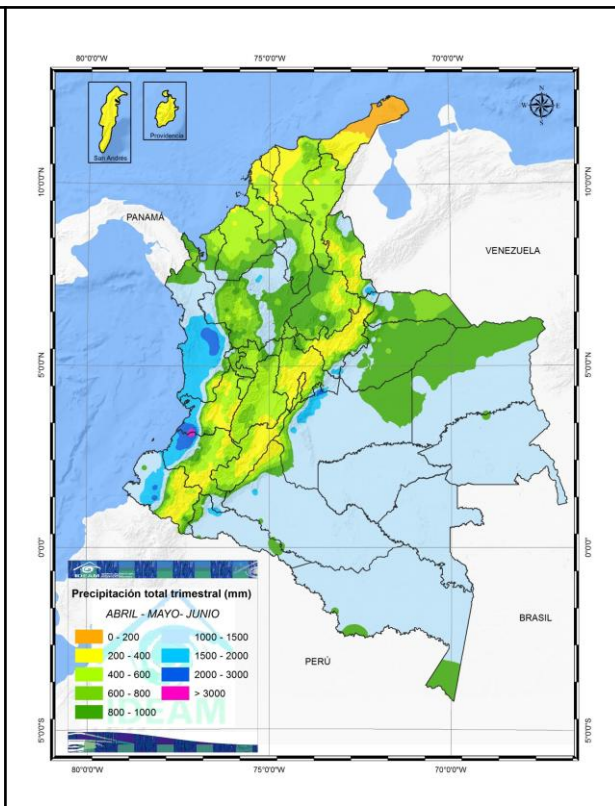 80°0'0"W 75°0'0"W 70°0'0"W
San Andrés
Providencia
N
W E
S
10°0'0"N 10°0'0"N
PANAMÁ
VENEZUELA
5°0'0"N 5°0'0"N
0°0'0" 0°0'0"
IDEAM
Precipitación total trimestral (mm)
ABRIL - MAYO- JUNIO
0 - 200
200 - 400
400 - 600
600 - 800
800 - 1000
1000 - 1500
1500 - 2000
2000 - 3000
> 3000
IDEAM
BRASIL
PERÚ
5°0'0"S 5°0'0"S
80°0'0"W 75°0'0"W 70°0'0"W